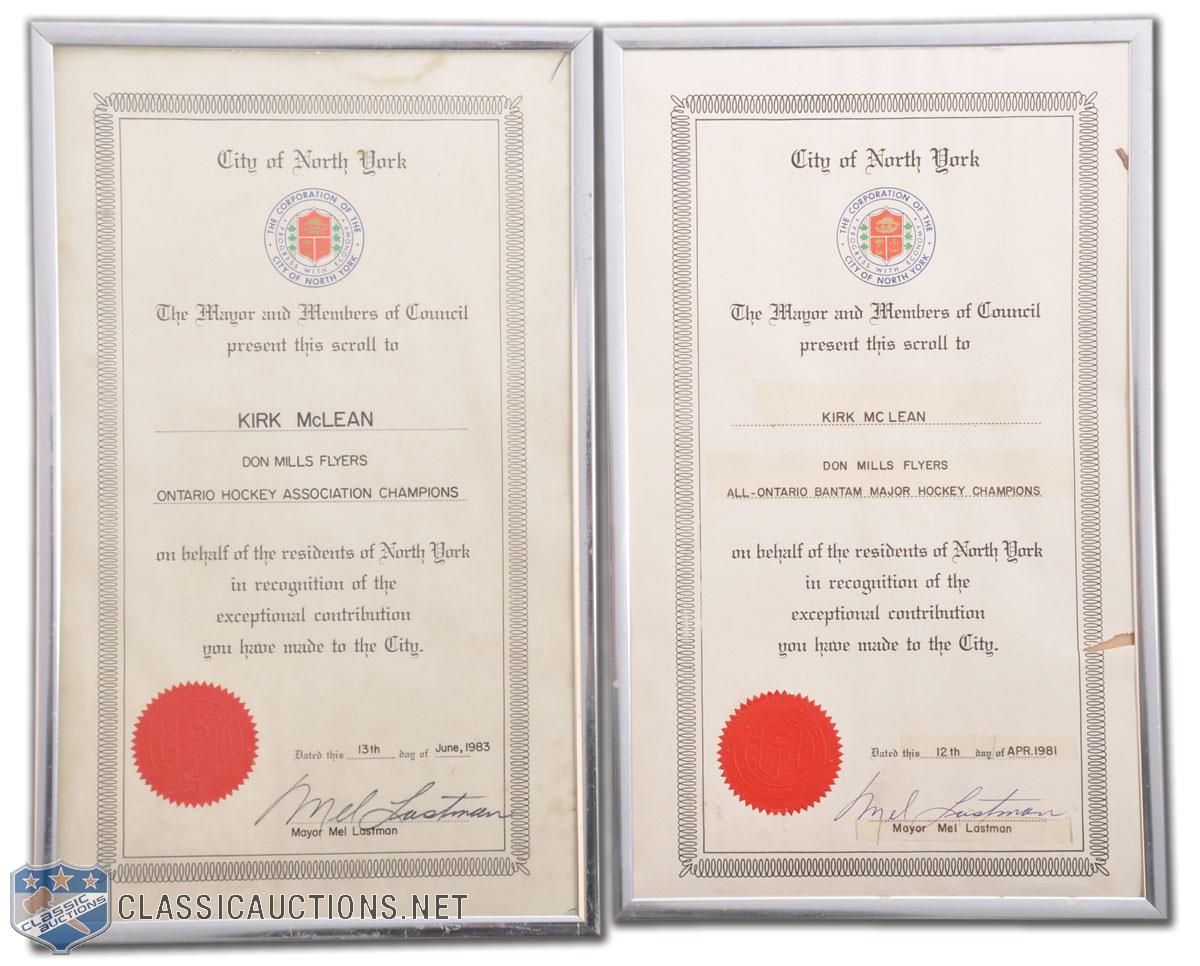 City of North York
THE CORPORATION OF THE
PROGRESS WITH ECONOMY
CITY OF NORTH YORK
The Mayor and Members of Council
present this scroll to
KIRK McLEAN
DON MILLS FLYERS
ONTARIO HOCKEY ASSOCIATION CHAMPIONS
on behalf of the residents of North York
in recognition of the
exceptional contribution
you have made to the City.
Dated this 13th day of June, 1983
Mel Lastman
Mayor Mel Lastman
City of North York
THE CORPORATION OF THE
PROGRESS WITH ECONOMY
CITY OF NORTH YORK
The Mayor and Members of Council
present this scroll to
KIRK MC LEAN
DON MILLS FLYERS
ALL-ONTARIO BANTAM MAJOR HOCKEY CHAMPIONS
on behalf of the residents of North York
in recognition of the
exceptional contribution
you have made to the City.
Dated this 12th day of APR. 1981
Mel Lastman
Mayor Mel Lastman
CLASSIC
AUCTIONS
CLASSICAUCTIONS.NET